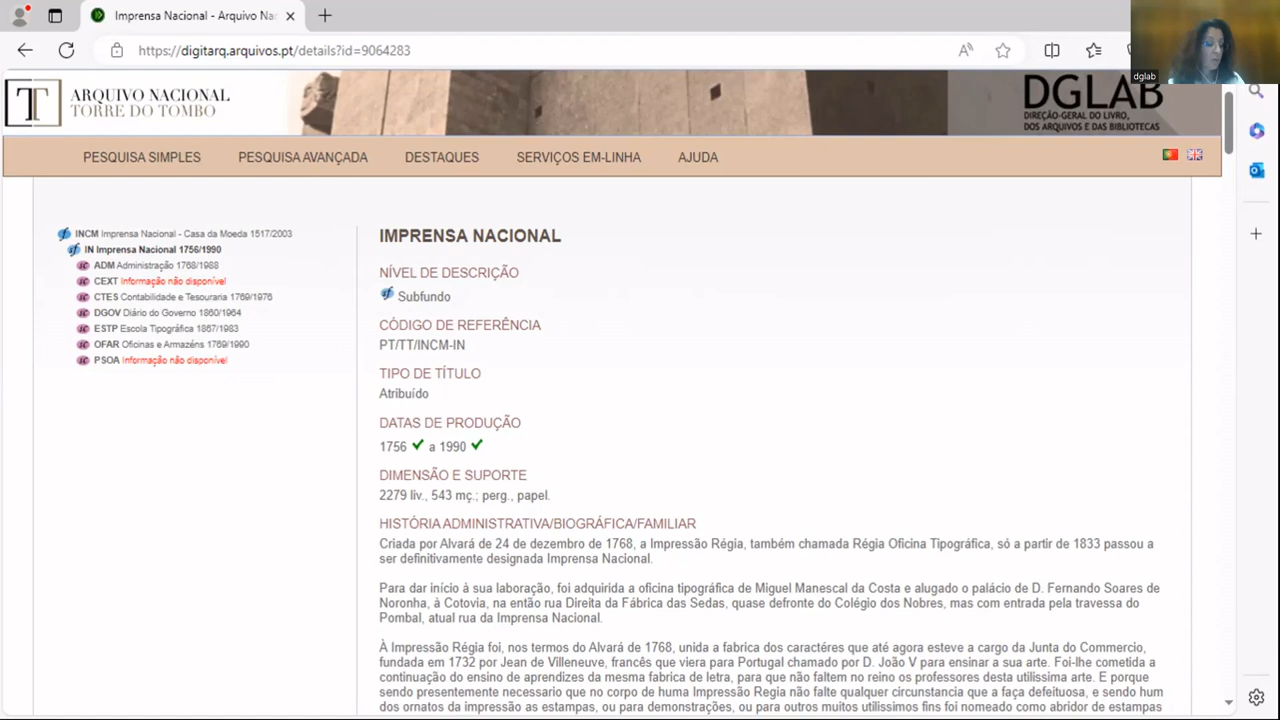 Imprensa Nacional - Arquivo Na
https://digitarq.arquivos.pt/details?id=9064283
dglab
ARQUIVO NACIONAL
TORRE DO TOMBO
DGLAB
DIREÇÃO-GERAL DO LIVRO,
DOS ARQUIVOS E DAS BIBLIOTECAS
PESQUISA SIMPLES PESQUISA AVANÇADA DESTAQUES SERVIÇOS EM-LINHA AJUDA
INCM Imprensa Nacional - Casa da Moeda 1517/2003
IN Imprensa Nacional 1756/1990
ADM Administração 1768/1988
CEXT Informação não disponível
CTES Contabilidade e Tesouraria 1769/1976
DGOV Diário do Governo 1860/1964
ESTP Escola Tipográfica 1867/1983
OFAR Oficinas e Armazéns 1769/1990
PSOA Informação não disponível
IMPRENSA NACIONAL
NÍVEL DE DESCRIÇÃO
Subfundo
CÓDIGO DE REFERÊNCIA
PT/TT/INCM-IN
TIPO DE TÍTULO
Atribuído
DATAS DE PRODUÇÃO
1756 a 1990
DIMENSÃO E SUPORTE
2279 liv., 543 mç.; perg., papel.
HISTÓRIA ADMINISTRATIVA/BIOGRÁFICA/FAMILIAR
Criada por Alvará de 24 de dezembro de 1768, a Impressão Régia, também chamada Régia Oficina Tipográfica, só a partir de 1833 passou a
ser definitivamente designada Imprensa Nacional.
Para dar início à sua laboração, foi adquirida a oficina tipográfica de Miguel Manescal da Costa e alugado o palácio de D. Fernando Soares de
Noronha, à Cotovia, na então rua Direita da Fábrica das Sedas, quase defronte do Colégio dos Nobres, mas com entrada pela travessa do
Pombal, atual rua da Imprensa Nacional.
À Impressão Régia foi, nos termos do Alvará de 1768, unida a fabrica dos caractéres que até agora esteve a cargo da Junta do Commercio,
fundada em 1732 por Jean de Villeneuve, francês que viera para Portugal chamado por D. João V para ensinar a sua arte. Foi-lhe cometida a
continuação do ensino de aprendizes da mesma fabrica de letra, para que não faltem no reino os professores desta utilissima arte. E porque
sendo presentemente necessario que no corpo de huma Impressão Regia não falte qualquer circunstancia que a faça defeituosa, e sendo hum
dos ornatos da impressão as estampas, ou para demonstrações, ou para outros muitos utilissimos fins foi nomeado como abridor de estampas